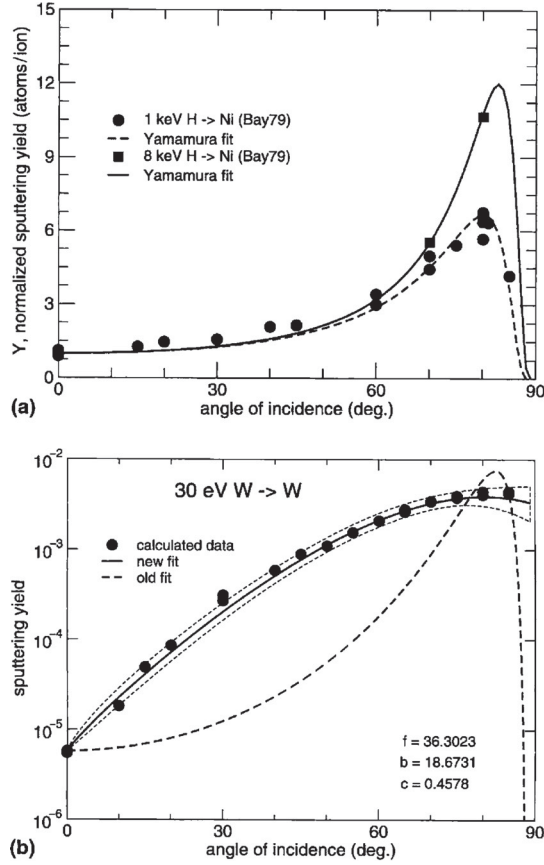 15
12
9
6
3
0
Y, normalized sputtering yield (atoms/ion)
1 keV H -> Ni (Bay79)
Yamamura fit
8 keV H -> Ni (Bay79)
Yamamura fit
0 30 60 90
(a)
angle of incidence (deg.)
10⁻²
10⁻³
10⁻⁴
10⁻⁵
10⁻⁶
sputtering yield
30 eV W -> W
calculated data
new fit
old fit
f = 36.3023
b = 18.6731
c = 0.4578
0 30 60 90
(b)
angle of incidence (deg.)